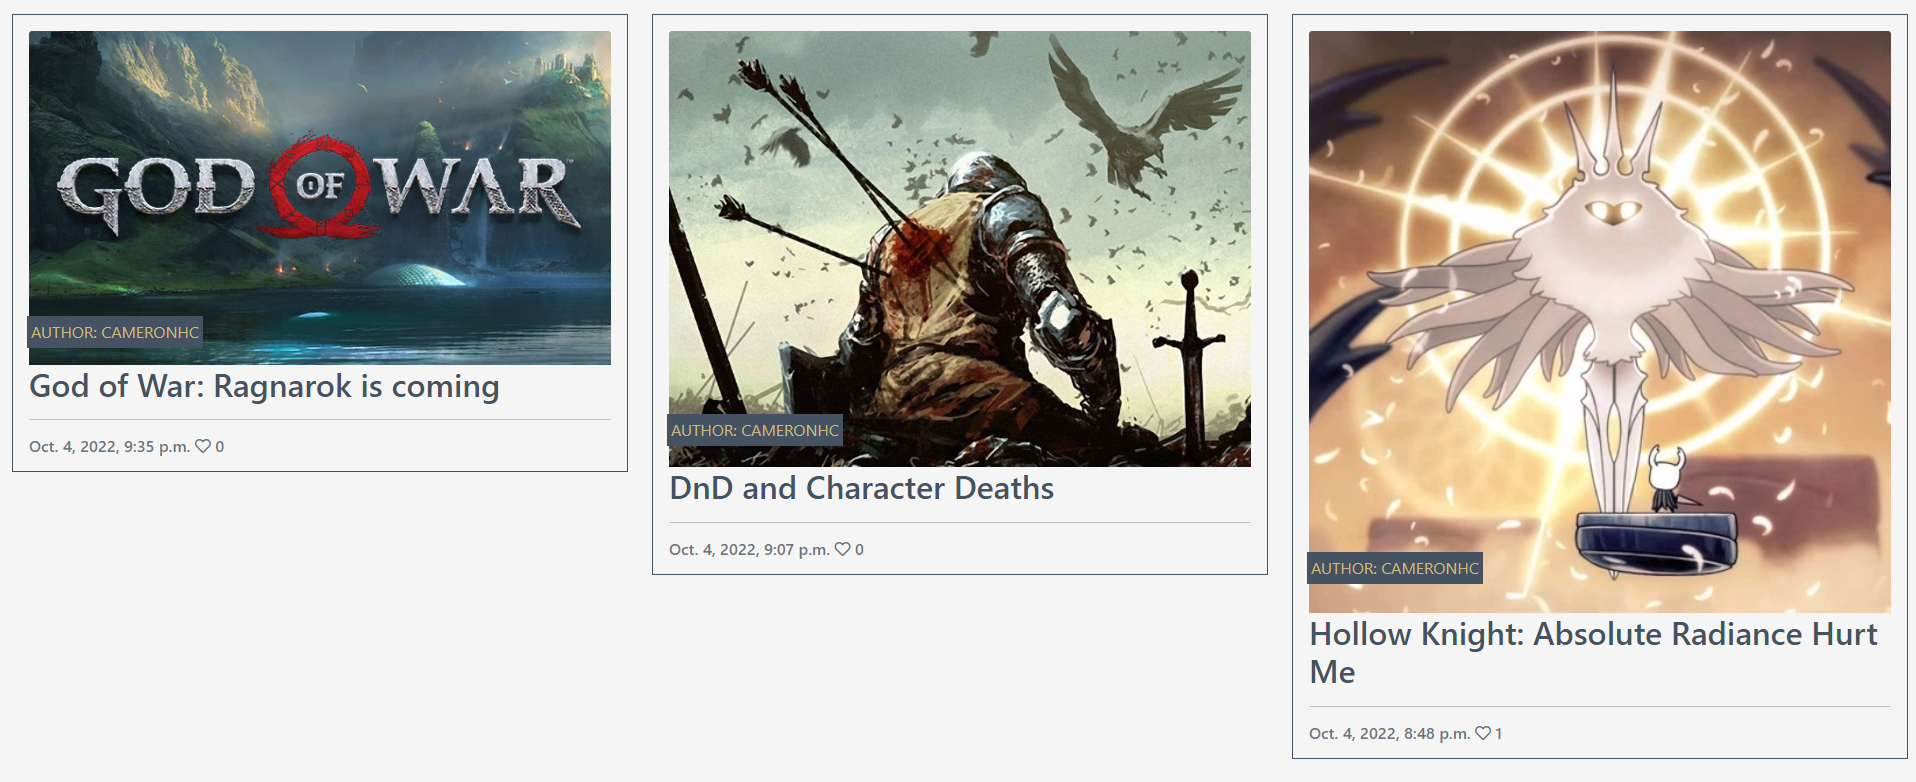 GOD OF WAR™
AUTHOR: CAMERONHC
God of War: Ragnarok is coming
Oct. 4, 2022, 9:35 p.m. 0
AUTHOR: CAMERONHC
DnD and Character Deaths
Oct. 4, 2022, 9:07 p.m. 0
AUTHOR: CAMERONHC
Hollow Knight: Absolute Radiance Hurt
Me
Oct. 4, 2022, 8:48 p.m. 1